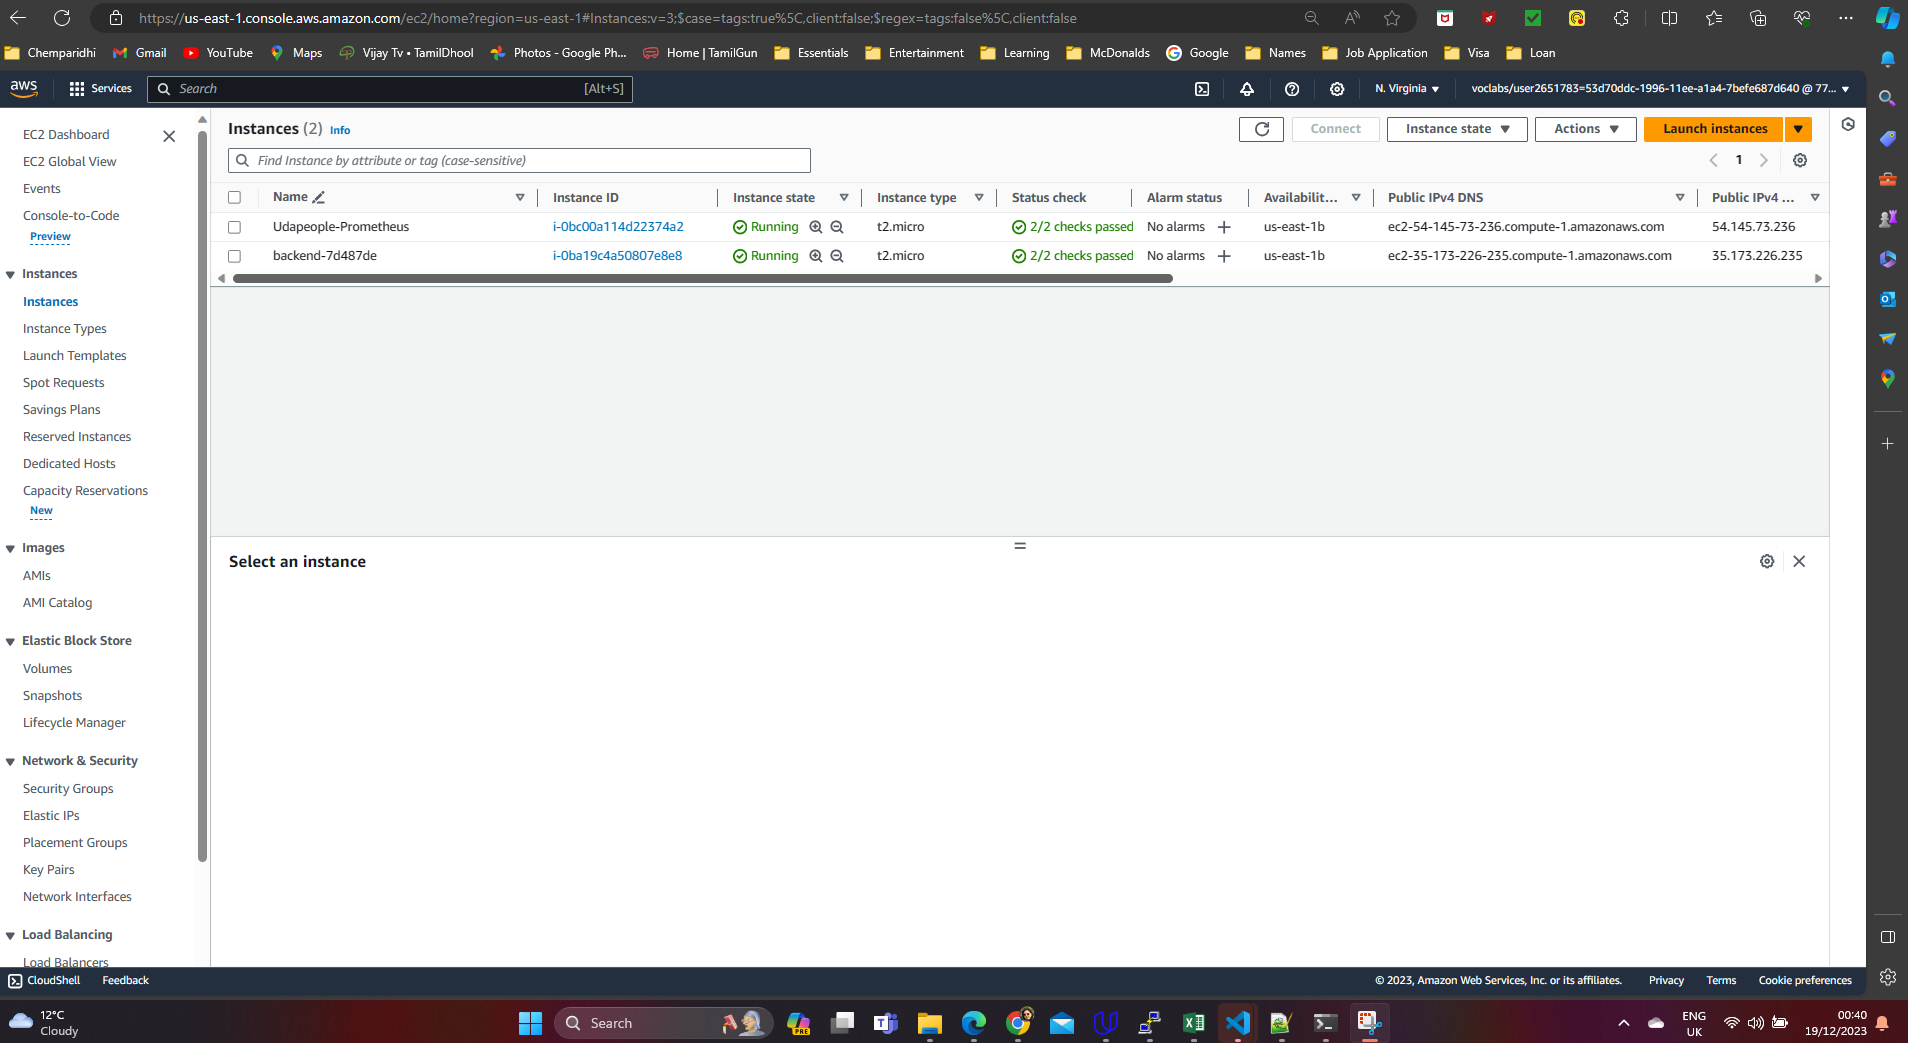 https://us-east-1.console.aws.amazon.com/ec2/home?region=us-east-1#Instances:v=3;$case=tags:true%5C,client:false;$regex=tags:false%5C,client:false
Chemparidhi Gmail YouTube Maps Vijay Tv • TamilDhool Photos - Google Ph... Home | TamilGun Essentials Entertainment Learning McDonalds Google Names Job Application Visa Loan
aws Services Search [Alt+S] N. Virginia voclabs/user2651783=53d70ddc-1996-11ee-a1a4-7befe687d640 @ 77...
EC2 Dashboard
EC2 Global View
Events
Console-to-Code
Preview
Instances
Instances
Instance Types
Launch Templates
Spot Requests
Savings Plans
Reserved Instances
Dedicated Hosts
Capacity Reservations
New
Images
AMIs
AMI Catalog
Elastic Block Store
Volumes
Snapshots
Lifecycle Manager
Network & Security
Security Groups
Elastic IPs
Placement Groups
Key Pairs
Network Interfaces
Load Balancing
Load Balancers
Instances (2) Info Connect Instance state Actions Launch instances
Find Instance by attribute or tag (case-sensitive) 1
Name Instance ID Instance state Instance type Status check Alarm status Availabilit... Public IPv4 DNS Public IPv4 ...
Udapeople-Prometheus i-0bc00a114d22374a2 Running t2.micro 2/2 checks passed No alarms us-east-1b ec2-54-145-73-236.compute-1.amazonaws.com 54.145.73.236
backend-7d487de i-0ba19c4a50807e8e8 Running t2.micro 2/2 checks passed No alarms us-east-1b ec2-35-173-226-235.compute-1.amazonaws.com 35.173.226.235
Select an instance
CloudShell Feedback © 2023, Amazon Web Services, Inc. or its affiliates. Privacy Terms Cookie preferences
12°C
Cloudy
Search
PRE
ENG
UK
00:40
19/12/2023